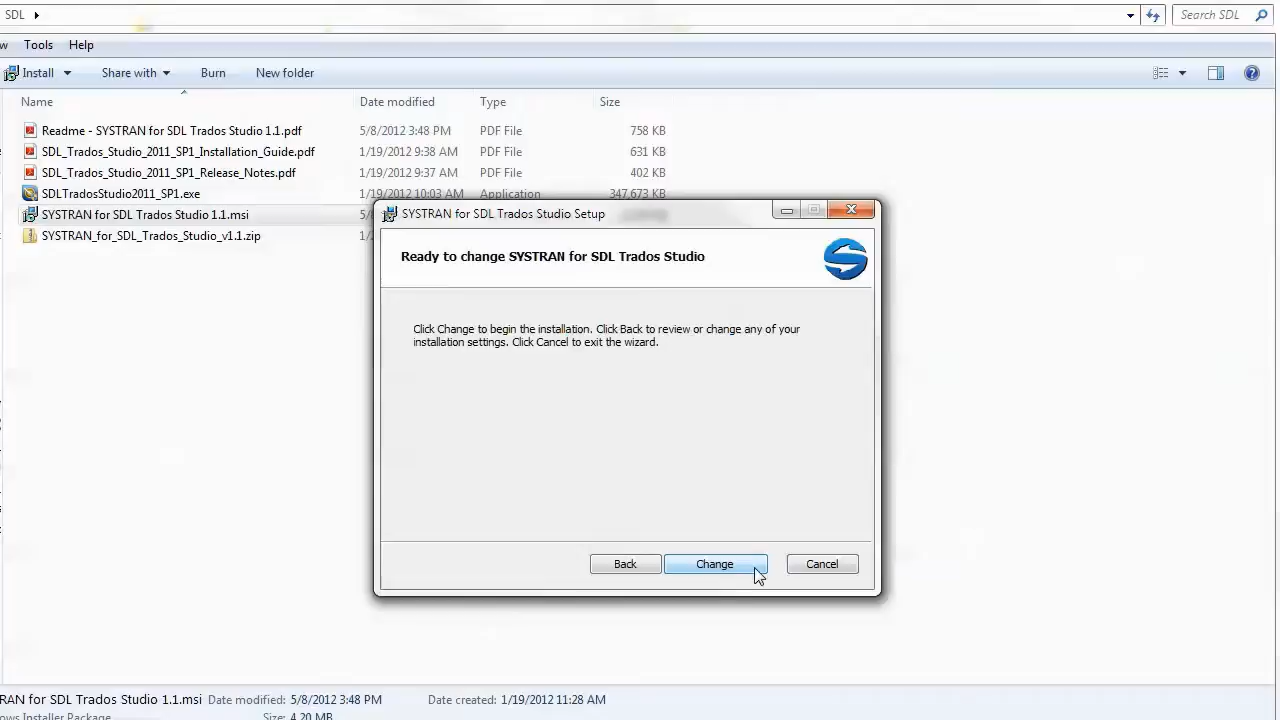 SDL
Search SDL
w Tools Help
Install Share with Burn New folder
Name Date modified Type Size
Readme - SYSTRAN for SDL Trados Studio 1.1.pdf 5/8/2012 3:48 PM PDF File 758 KB
SDL_Trados_Studio_2011_SP1_Installation_Guide.pdf 1/19/2012 9:38 AM PDF File 631 KB
SDL_Trados_Studio_2011_SP1_Release_Notes.pdf 1/19/2012 9:37 AM PDF File 402 KB
SDLTradosStudio2011_SP1.exe 1/19/2012 10:03 AM Application 347,673 KB
SYSTRAN for SDL Trados Studio 1.1.msi
SYSTRAN_for_SDL_Trados_Studio_v1.1.zip
SYSTRAN for SDL Trados Studio Setup
Ready to change SYSTRAN for SDL Trados Studio
Click Change to begin the installation. Click Back to review or change any of your
installation settings. Click Cancel to exit the wizard.
Back Change Cancel
RAN for SDL Trados Studio 1.1.msi Date modified: 5/8/2012 3:48 PM Date created: 1/19/2012 11:28 AM
ows Installer Package Size: 4.20 MB